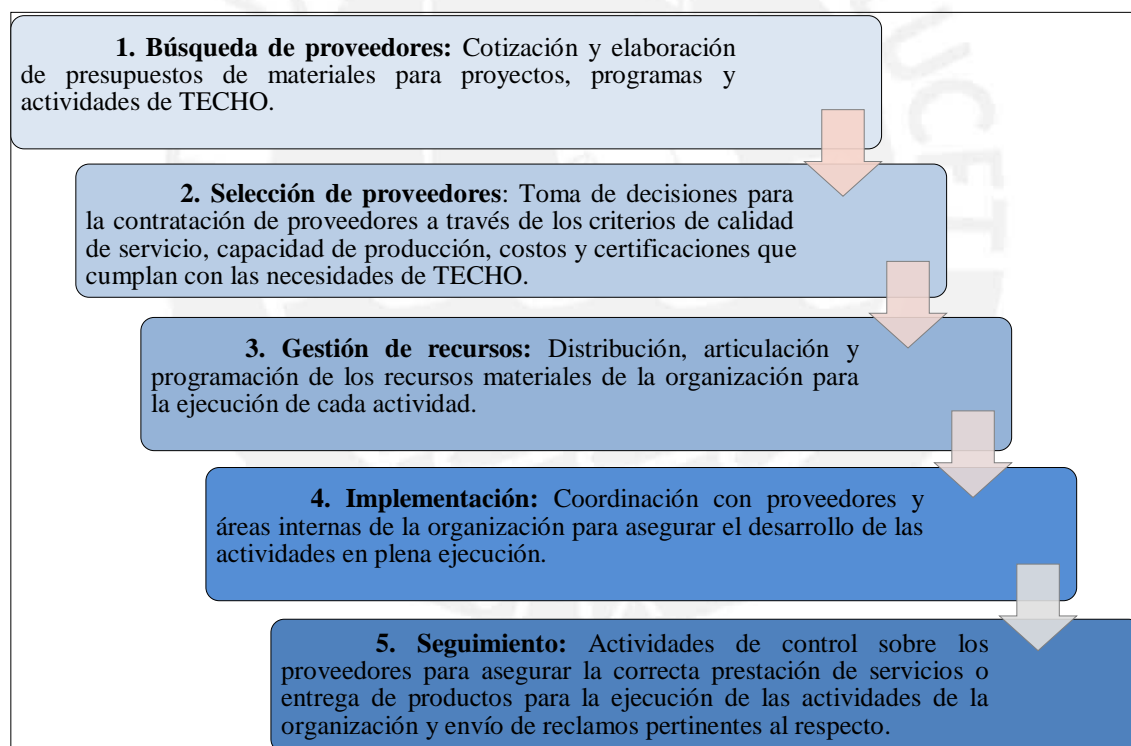 1. Búsqueda de proveedores: Cotización y elaboración
de presupuestos de materiales para proyectos, programas y
actividades de TECHO.
2. Selección de proveedores: Toma de decisiones para
la contratación de proveedores a través de los criterios de calidad
de servicio, capacidad de producción, costos y certificaciones que
cumplan con las necesidades de TECHO.
3. Gestión de recursos: Distribución, articulación y
programación de los recursos materiales de la organización para
la ejecución de cada actividad.
4. Implementación: Coordinación con proveedores y
áreas internas de la organización para asegurar el desarrollo de las
actividades en plena ejecución.
5. Seguimiento: Actividades de control sobre los
proveedores para asegurar la correcta prestación de servicios o
entrega de productos para la ejecución de las actividades de la
organización y envío de reclamos pertinentes al respecto.